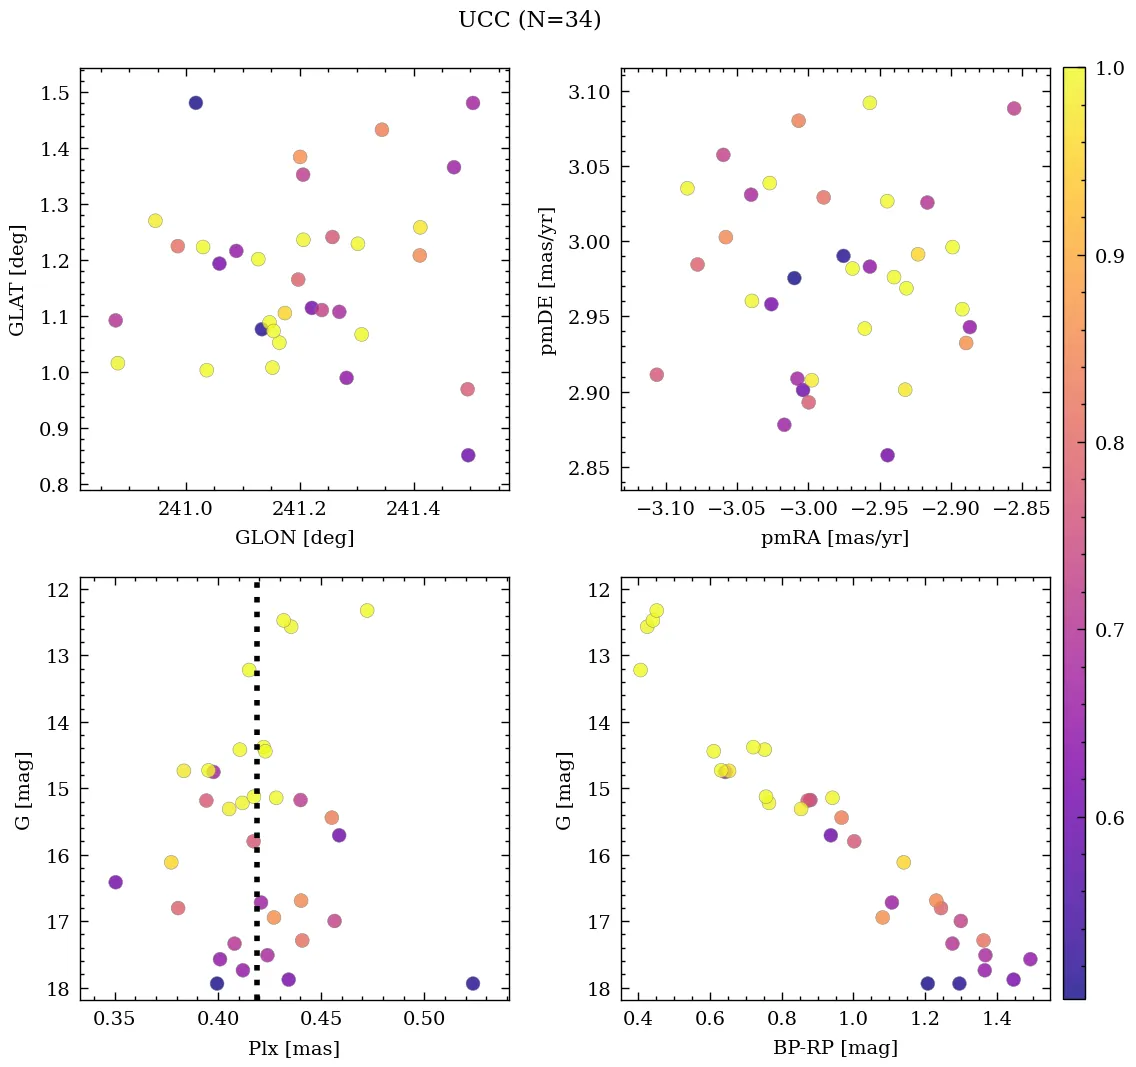 UCC (N=34)
1.5
1.4
1.3
1.2
1.1
1.0
0.9
0.8
GLAT [deg]
241.0 241.2 241.4
GLON [deg]
3.10
3.05
3.00
2.95
2.90
2.85
pmDE [mas/yr]
−3.10 −3.05 −3.00 −2.95 −2.90 −2.85
pmRA [mas/yr]
1.0
0.9
0.8
0.7
0.6
12
13
14
15
16
17
18
G [mag]
0.35 0.40 0.45 0.50
Plx [mas]
12
13
14
15
16
17
18
G [mag]
0.4 0.6 0.8 1.0 1.2 1.4
BP-RP [mag]